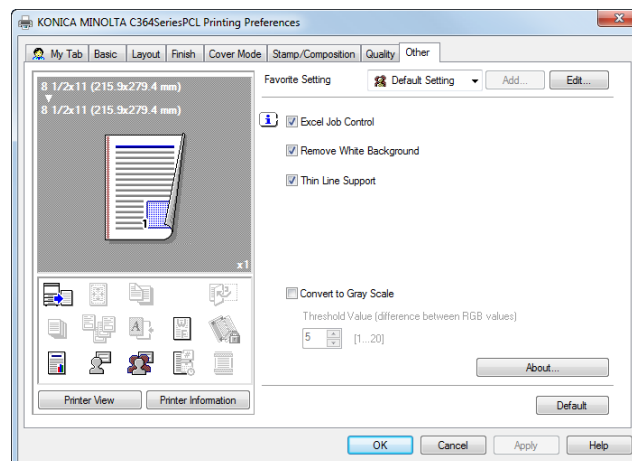 KONICA MINOLTA C364SeriesPCL Printing Preferences
My Tab Basic Layout Finish Cover Mode Stamp/Composition Quality Other
8 1/2x11 (215.9x279.4 mm)
8 1/2x11 (215.9x279.4 mm)
1
x1
Printer View Printer Information
Favorite Setting Default Setting Add... Edit...
Excel Job Control
Remove White Background
Thin Line Support
Convert to Gray Scale
Threshold Value (difference between RGB values)
5 [1...20]
About...
Default
OK Cancel Apply Help